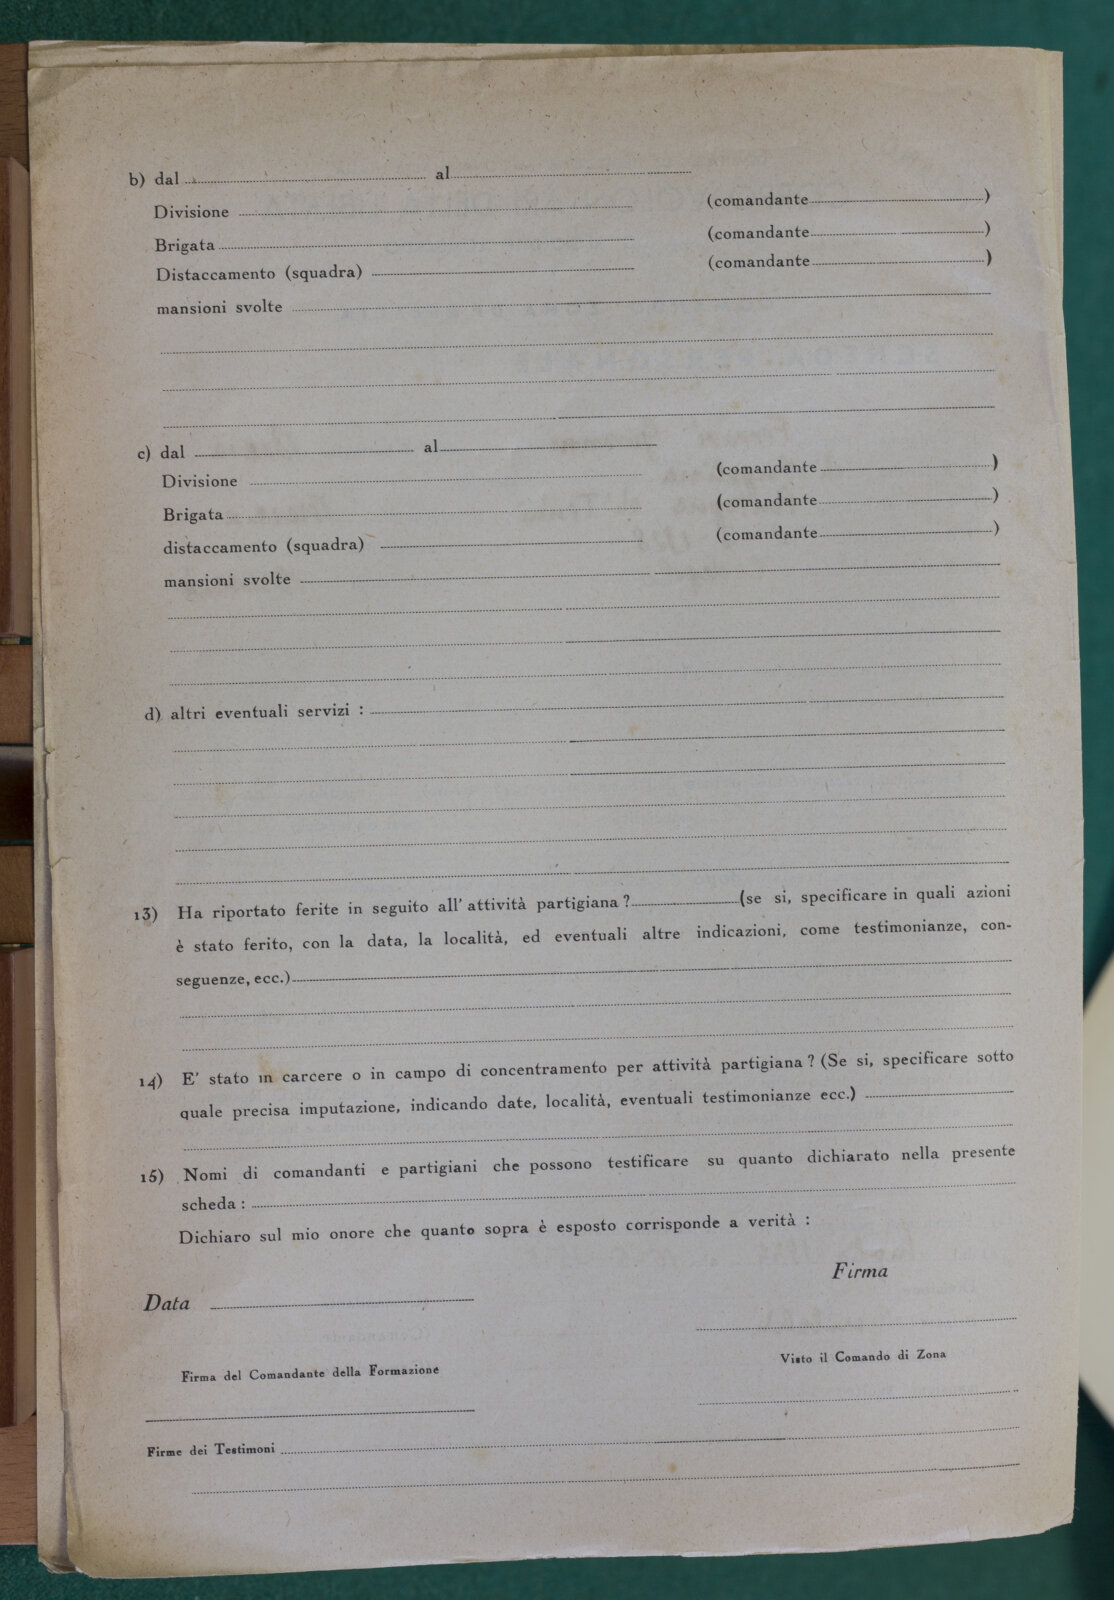 b) dal al
Divisione (comandante )
Brigata (comandante )
Distaccamento (squadra) (comandante )
mansioni svolte
c) dal al
Divisione (comandante )
Brigata (comandante )
distaccamento (squadra) (comandante )
mansioni svolte
d) altri eventuali servizi :
13) Ha riportato ferite in seguito all' attività partigiana ? (se si, specificare in quali azioni
è stato ferito, con la data, la località, ed eventuali altre indicazioni, come testimonianze, con-
seguenze, ecc.)
14) E' stato in carcere o in campo di concentramento per attività partigiana ? (Se si, specificare sotto
quale precisa imputazione, indicando date, località, eventuali testimonianze ecc.)
15) Nomi di comandanti e partigiani che possono testificare su quanto dichiarato nella presente
scheda :
Dichiaro sul mio onore che quanto sopra è esposto corrisponde a verità :
Firma
Data
Visto il Comando di Zona
Firma del Comandante della Formazione
Firme dei Testimoni